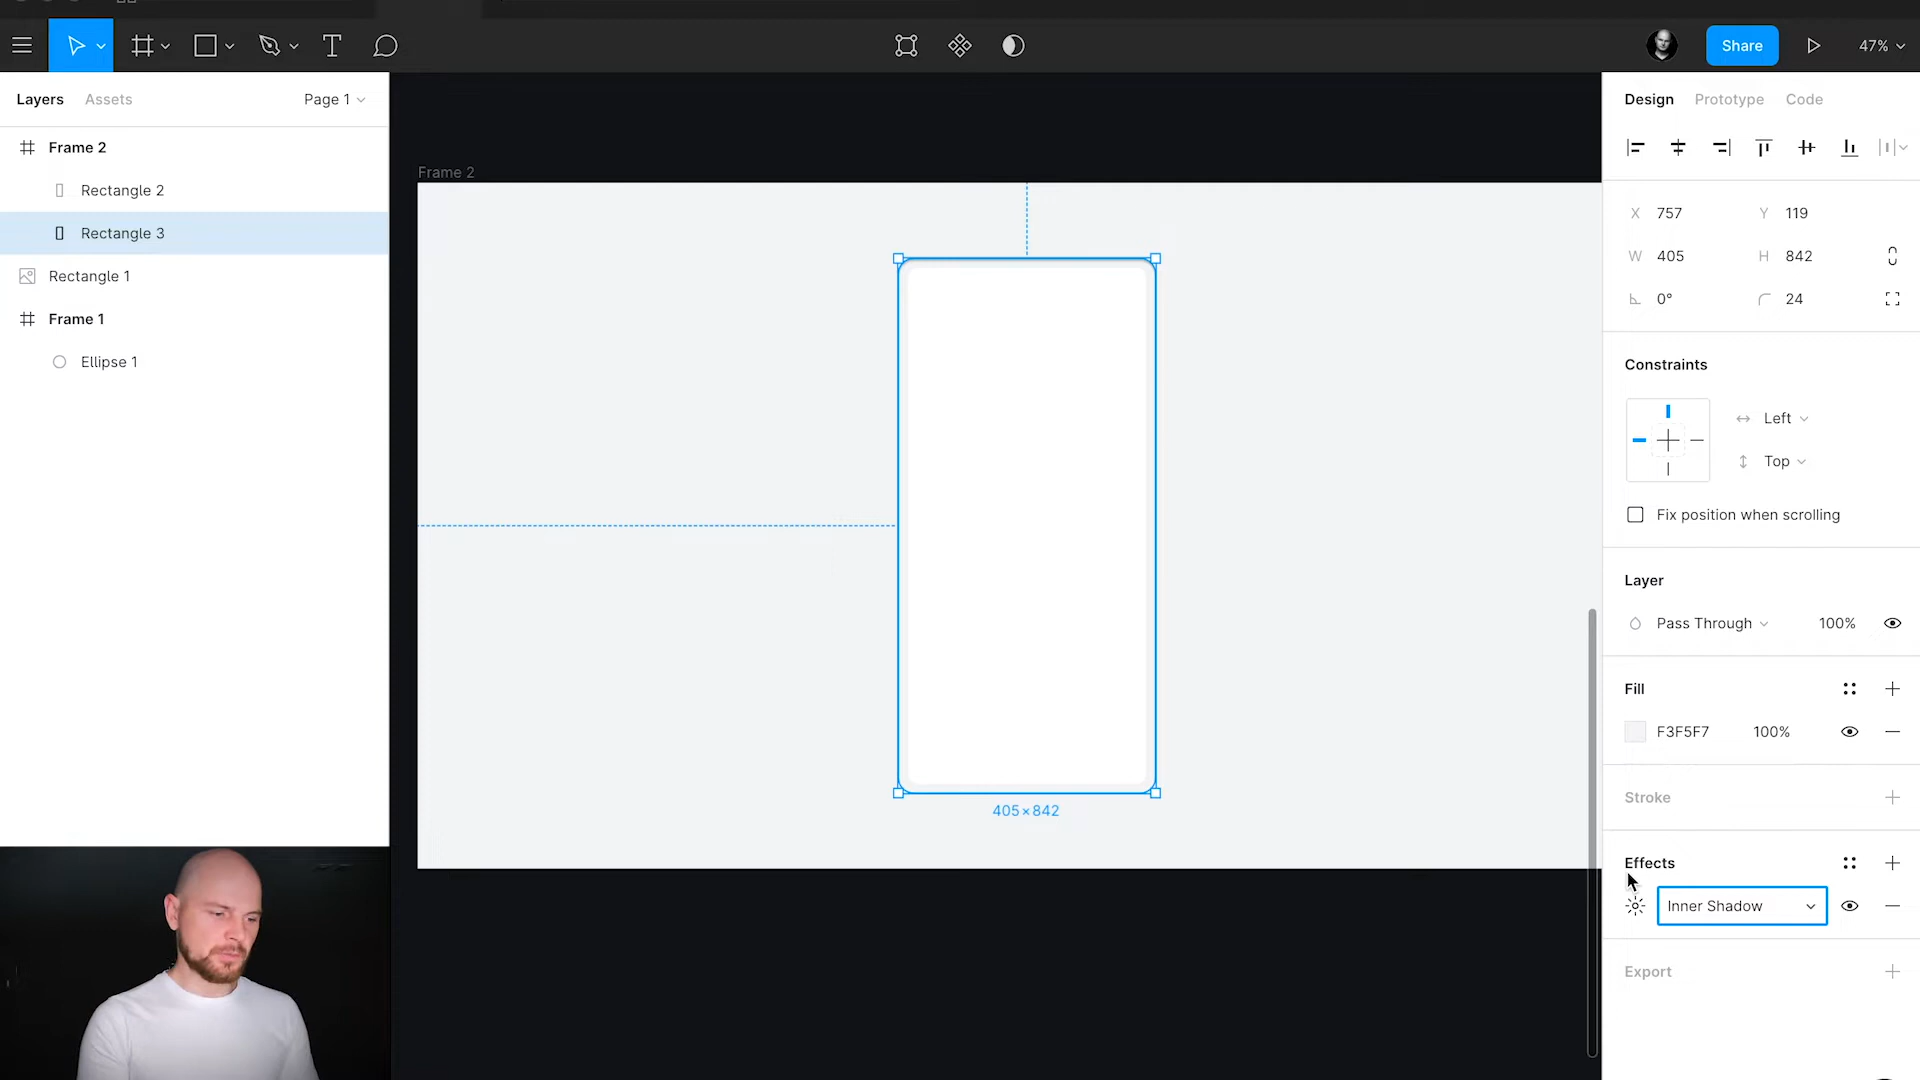 Share
47%
Layers
Assets
Page 1
Frame 2
Rectangle 2
Rectangle 3
Rectangle 1
Frame 1
Ellipse 1
Frame 2
405×842
Design
Prototype
Code
X 757
Y 119
W 405
H 842
0°
24
Constraints
Left
Top
Fix position when scrolling
Layer
Pass Through
100%
Fill
F3F5F7
100%
Stroke
Effects
Inner Shadow
Export